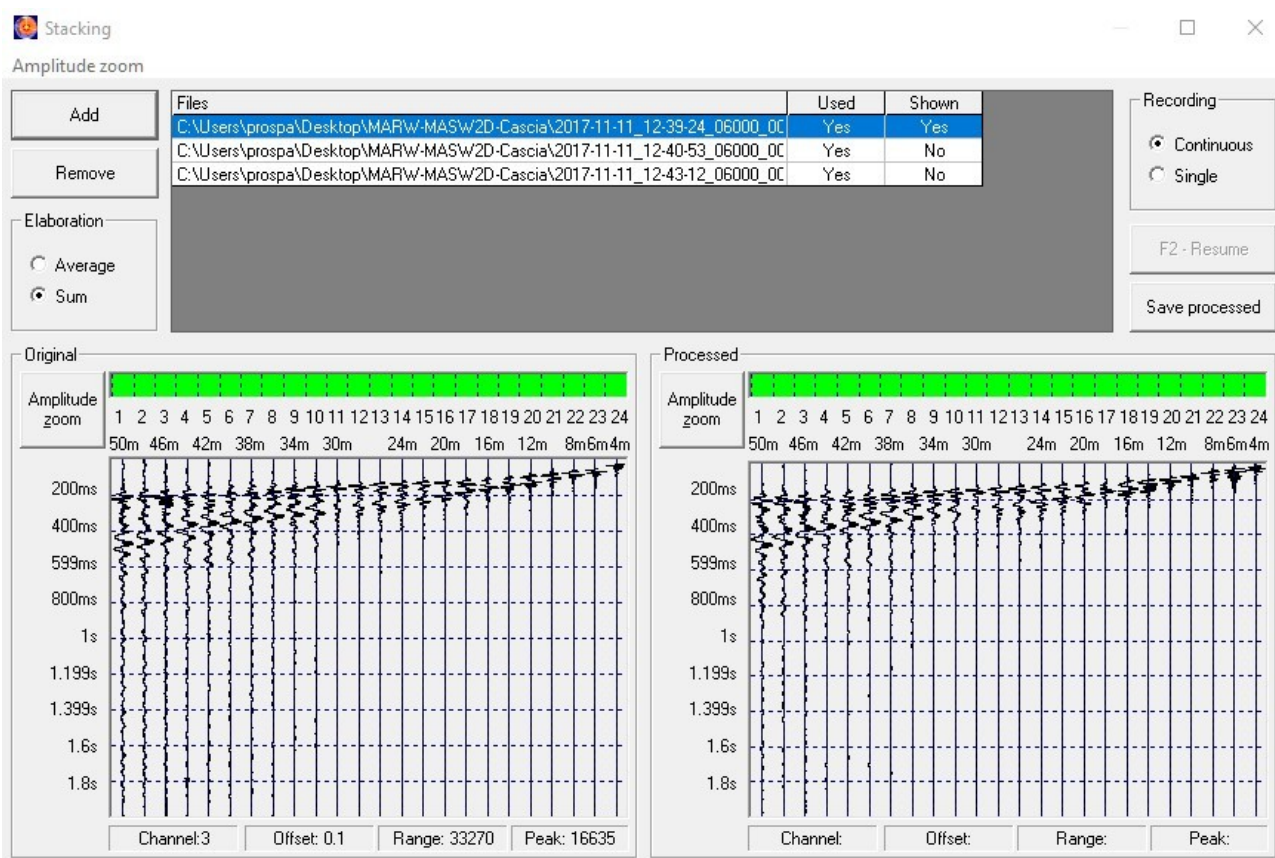 Stacking
Amplitude zoom
Add
Remove
Elaboration
Average
Sum
Files Used Shown
C:\Users\prospa\Desktop\MARW-MASW2D-Cascia\2017-11-11_12-39-24_06000_00 Yes Yes
C:\Users\prospa\Desktop\MARW-MASW2D-Cascia\2017-11-11_12-40-53_06000_00 Yes No
C:\Users\prospa\Desktop\MARW-MASW2D-Cascia\2017-11-11_12-43-12_06000_00 Yes No
Recording
Continuous
Single
F2 - Resume
Save processed
Original
Amplitude
zoom
1 2 3 4 5 6 7 8 9 10 11 12 13 14 15 16 17 18 19 20 21 22 23 24
50m 46m 42m 38m 34m 30m 24m 20m 16m 12m 8m 6m 4m
200ms
400ms
599ms
800ms
1s
1.199s
1.399s
1.6s
1.8s
Channel:3 Offset: 0.1 Range: 33270 Peak: 16635
Processed
Amplitude
zoom
1 2 3 4 5 6 7 8 9 10 11 12 13 14 15 16 17 18 19 20 21 22 23 24
50m 46m 42m 38m 34m 30m 24m 20m 16m 12m 8m 6m 4m
200ms
400ms
599ms
800ms
1s
1.199s
1.399s
1.6s
1.8s
Channel: Offset: Range: Peak: